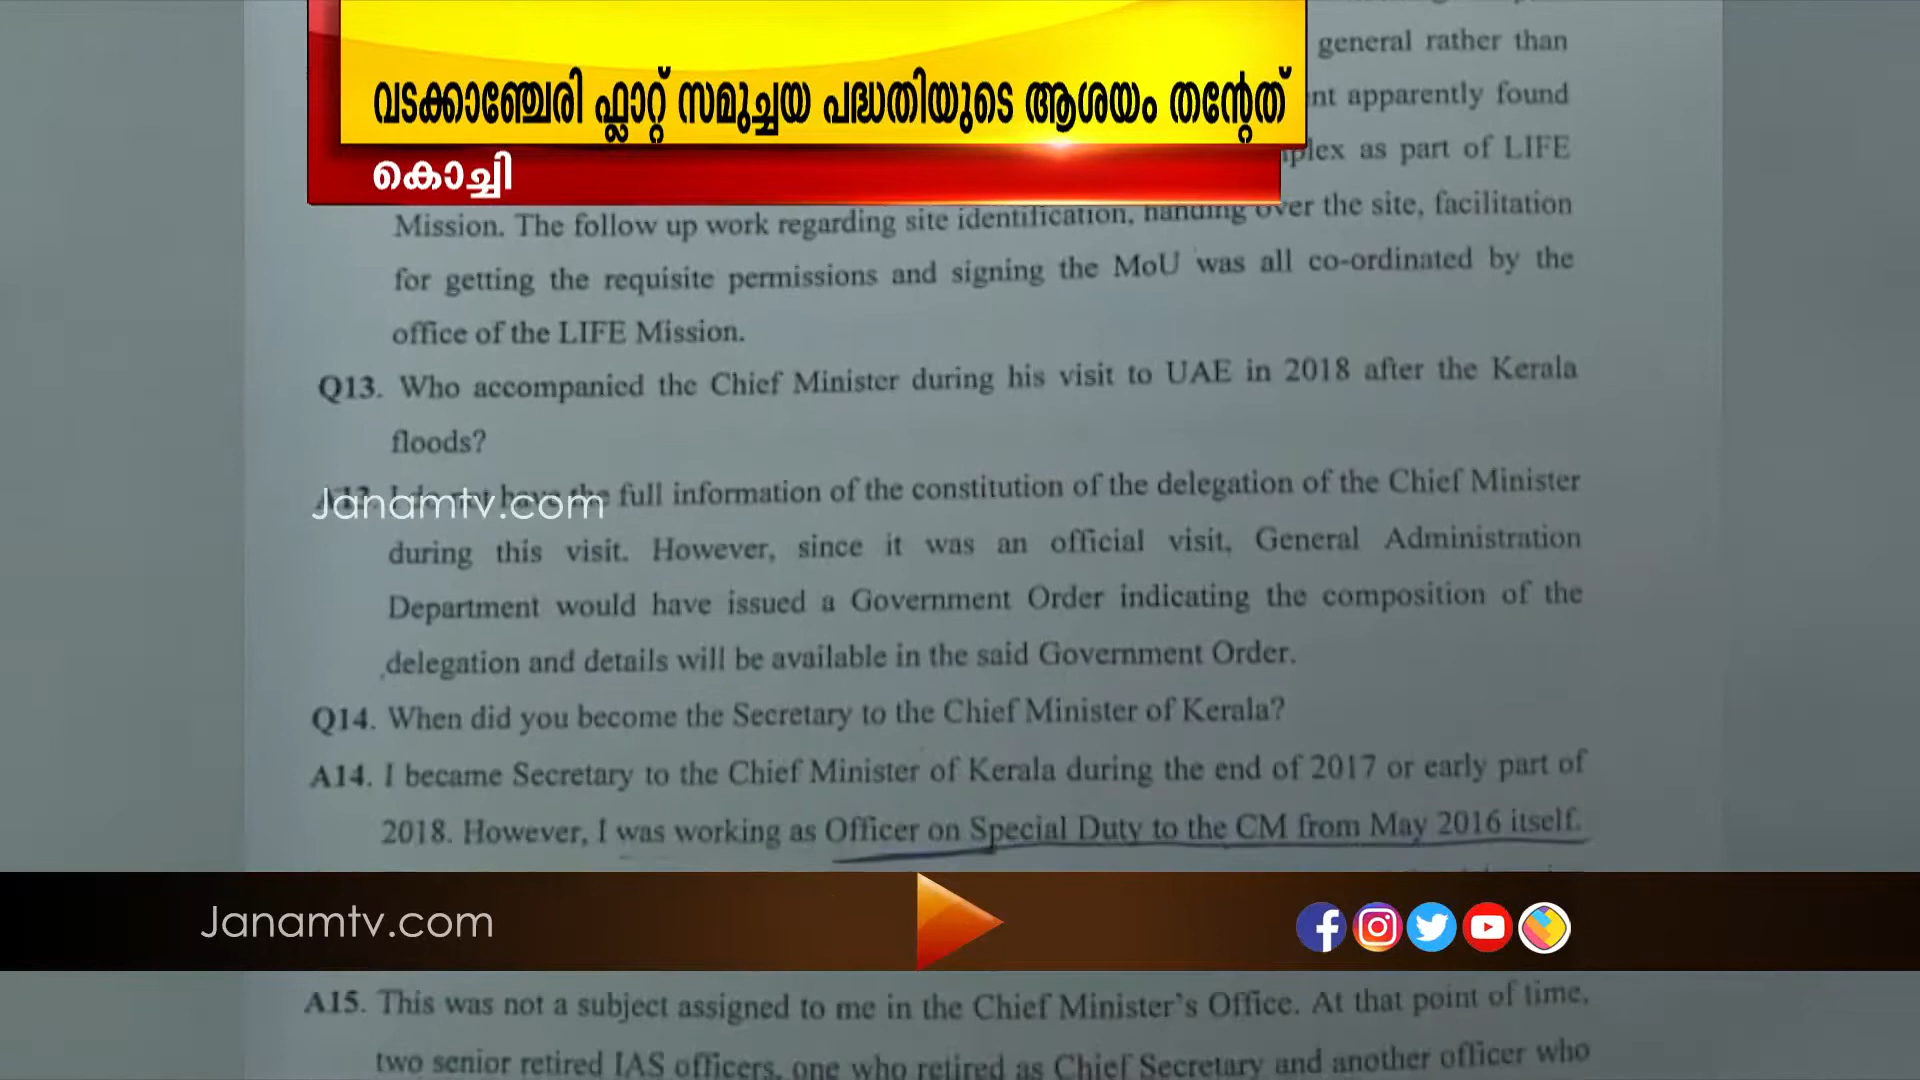 general rather than
വടക്കാഞ്ചേരി ഫ്ലാറ്റ് സമുച്ചയ പദ്ധതിയുടെ ആശയം തന്റേത്
nt apparently found
കൊച്ചി
plex as part of LIFE
Mission. The follow up work regarding site identification, handing over the site, facilitation
for getting the requisite permissions and signing the MoU was all co-ordinated by the
office of the LIFE Mission.
Q13. Who accompanied the Chief Minister during his visit to UAE in 2018 after the Kerala
floods?
the full information of the constitution of the delegation of the Chief Minister
Janamtv.com
during this visit. However, since it was an official visit, General Administration
Department would have issued a Government Order indicating the composition of the
delegation and details will be available in the said Government Order.
Q14. When did you become the Secretary to the Chief Minister of Kerala?
A14. I became Secretary to the Chief Minister of Kerala during the end of 2017 or early part of
2018. However, I was working as Officer on Special Duty to the CM from May 2016 itself.
Janamtv.com
A15. This was not a subject assigned to me in the Chief Minister's Office. At that point of time,
two senior retired IAS officers, one who retired as Chief Secretary and another officer who